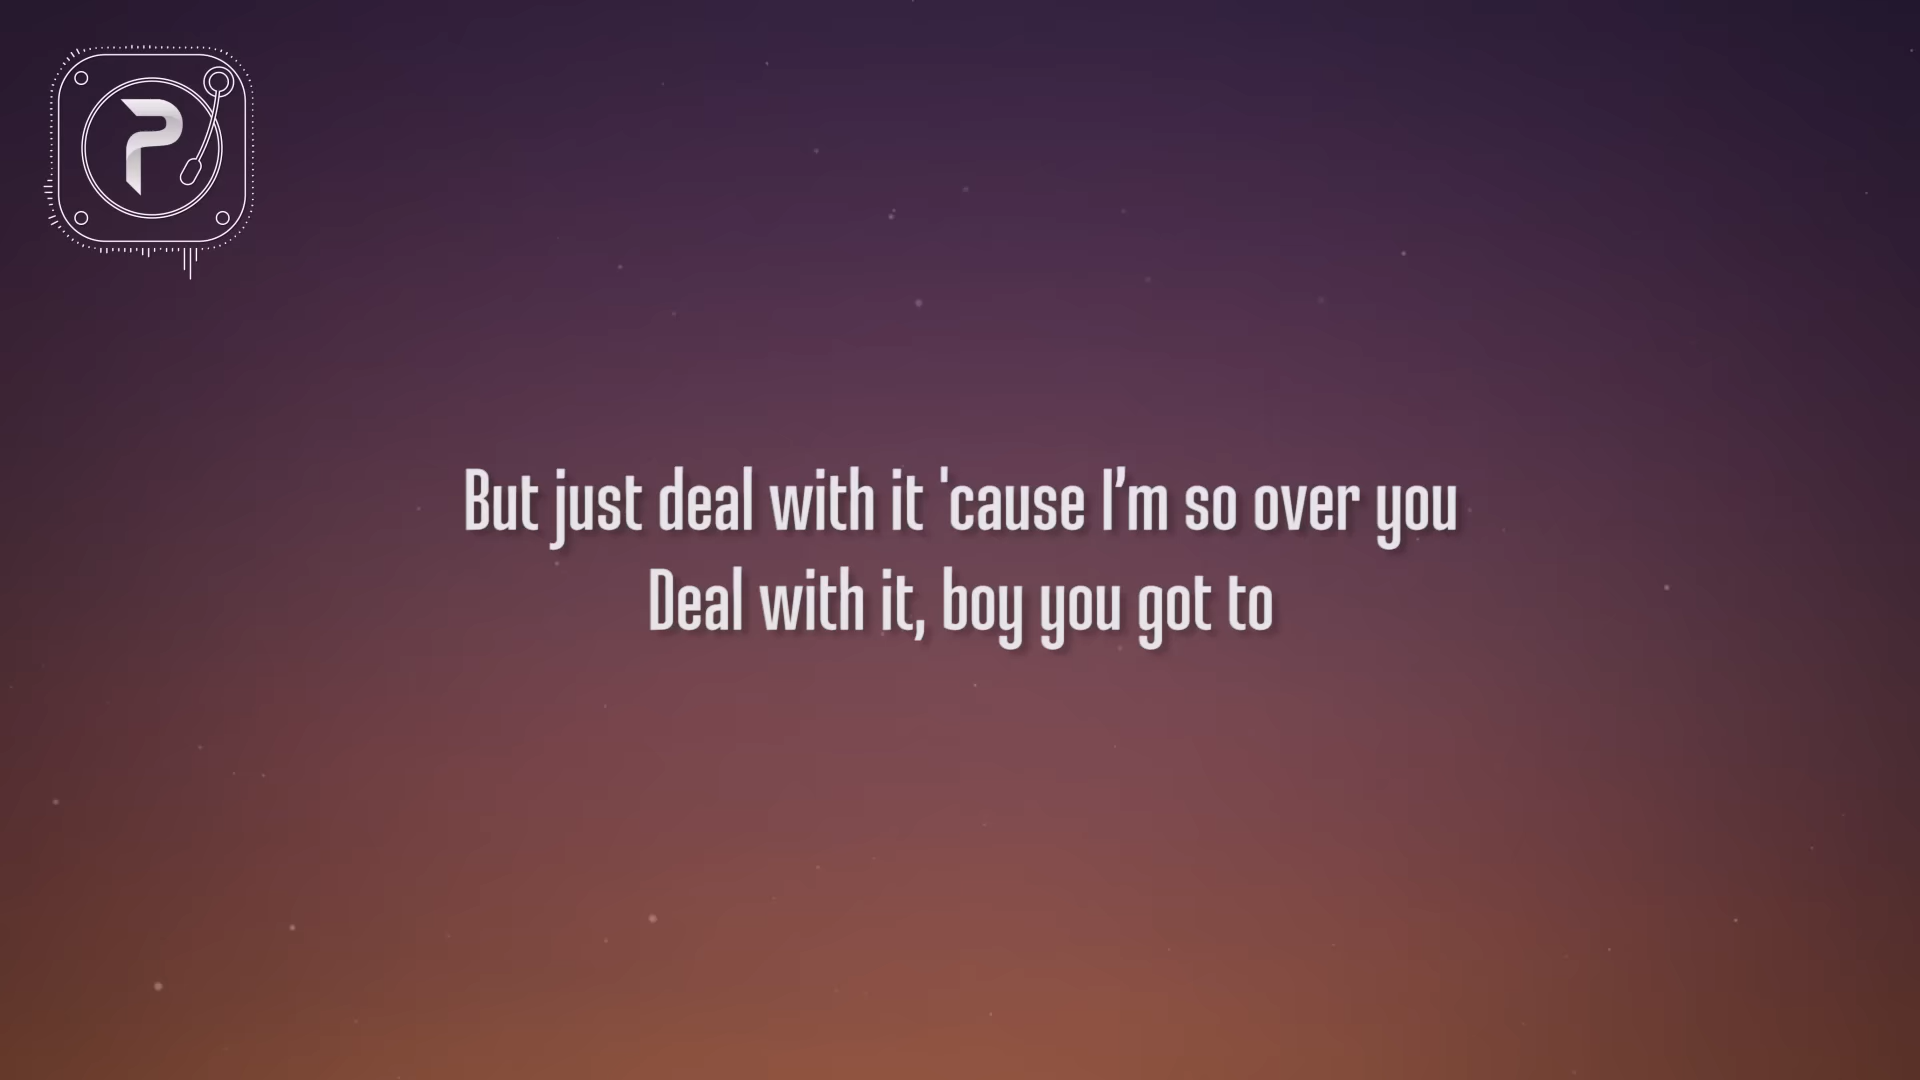 P
But just deal with it 'cause I’m so over you
Deal with it, boy you got to